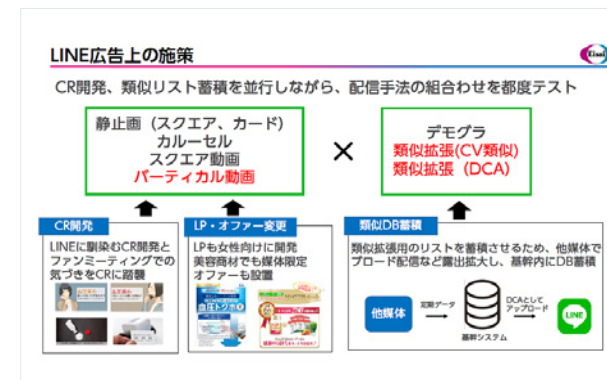 LINE広告上の施策
Eisai
CR開発、類似リスト蓄積を並行しながら、配信手法の組合わせを都度テスト
静止画（スクエア、カード）
カルーセル
スクエア動画
バーティカル動画
×
デモグラ
類似拡張(CV類似)
類似拡張（DCA）
CR開発
LINEに馴染むCR開発と
ファンミーティングでの
気づきをCRに踏襲
LP・オファー変更
LPも女性向けに開発
美容商材でも媒体限定
オファーも設置
血圧トクホ
類似DB蓄積
類似拡張用のリストを蓄積させるため、他媒体で
ブロード配信など露出拡大し、基幹内にDB蓄積
他媒体
定期データ
基幹システム
DCAとして
アップロード
LINE